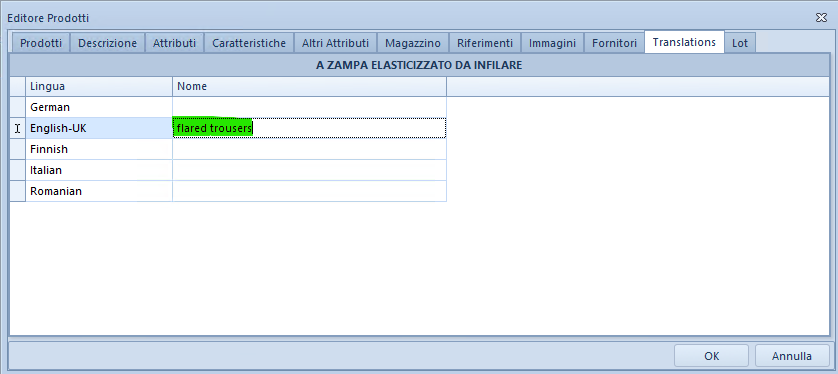 Editore Prodotti
Prodotti Descrizione Attributi Caratteristiche Altri Attributi Magazzino Riferimenti Immagini Fornitori Translations Lot
A ZAMPA ELASTICIZZATO DA INFILARE
Lingua Nome
German
English-UK flared trousers
Finnish
Italian
Romanian
OK Annulla